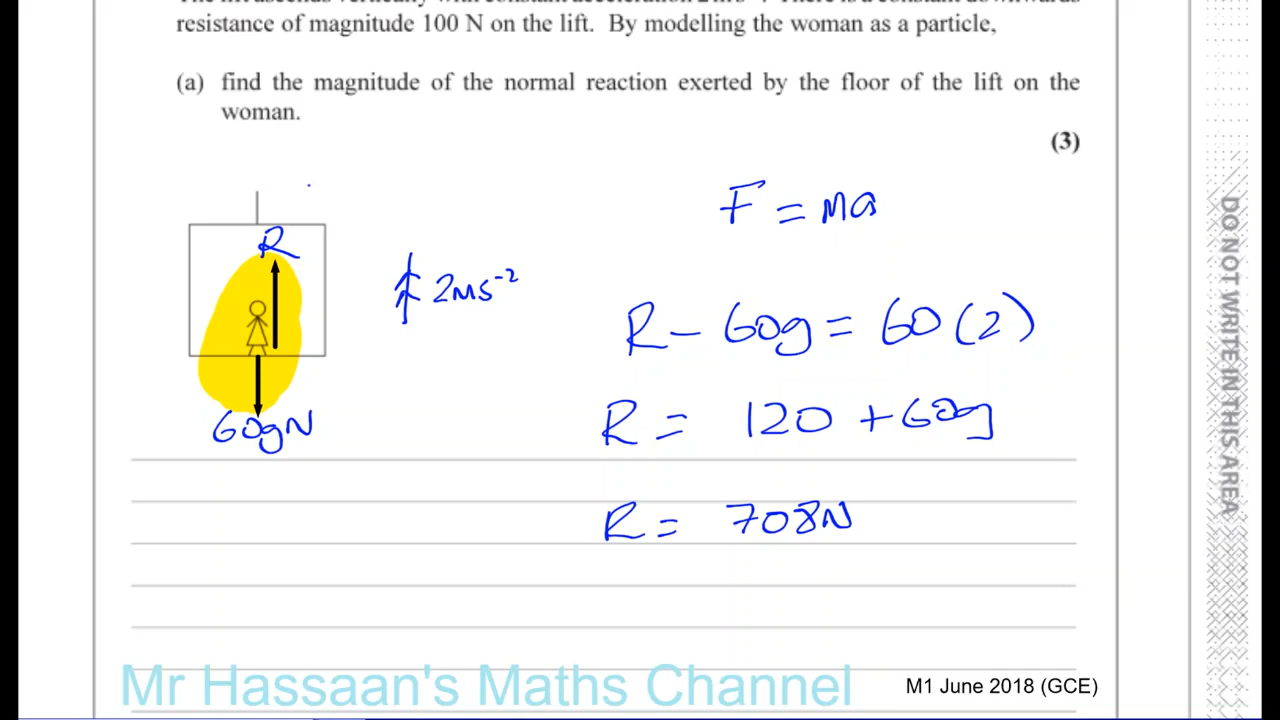 resistance of magnitude 100 N on the lift. By modelling the woman as a particle,
(a) find the magnitude of the normal reaction exerted by the floor of the lift on the
woman.
(3)
F = ma
R
2ms⁻²
R - 60g = 60(2)
60gN
R = 120 + 60g
R = 708N
DO NOT WRITE IN THIS AREA
Mr Hassaan's Maths Channel
M1 June 2018 (GCE)